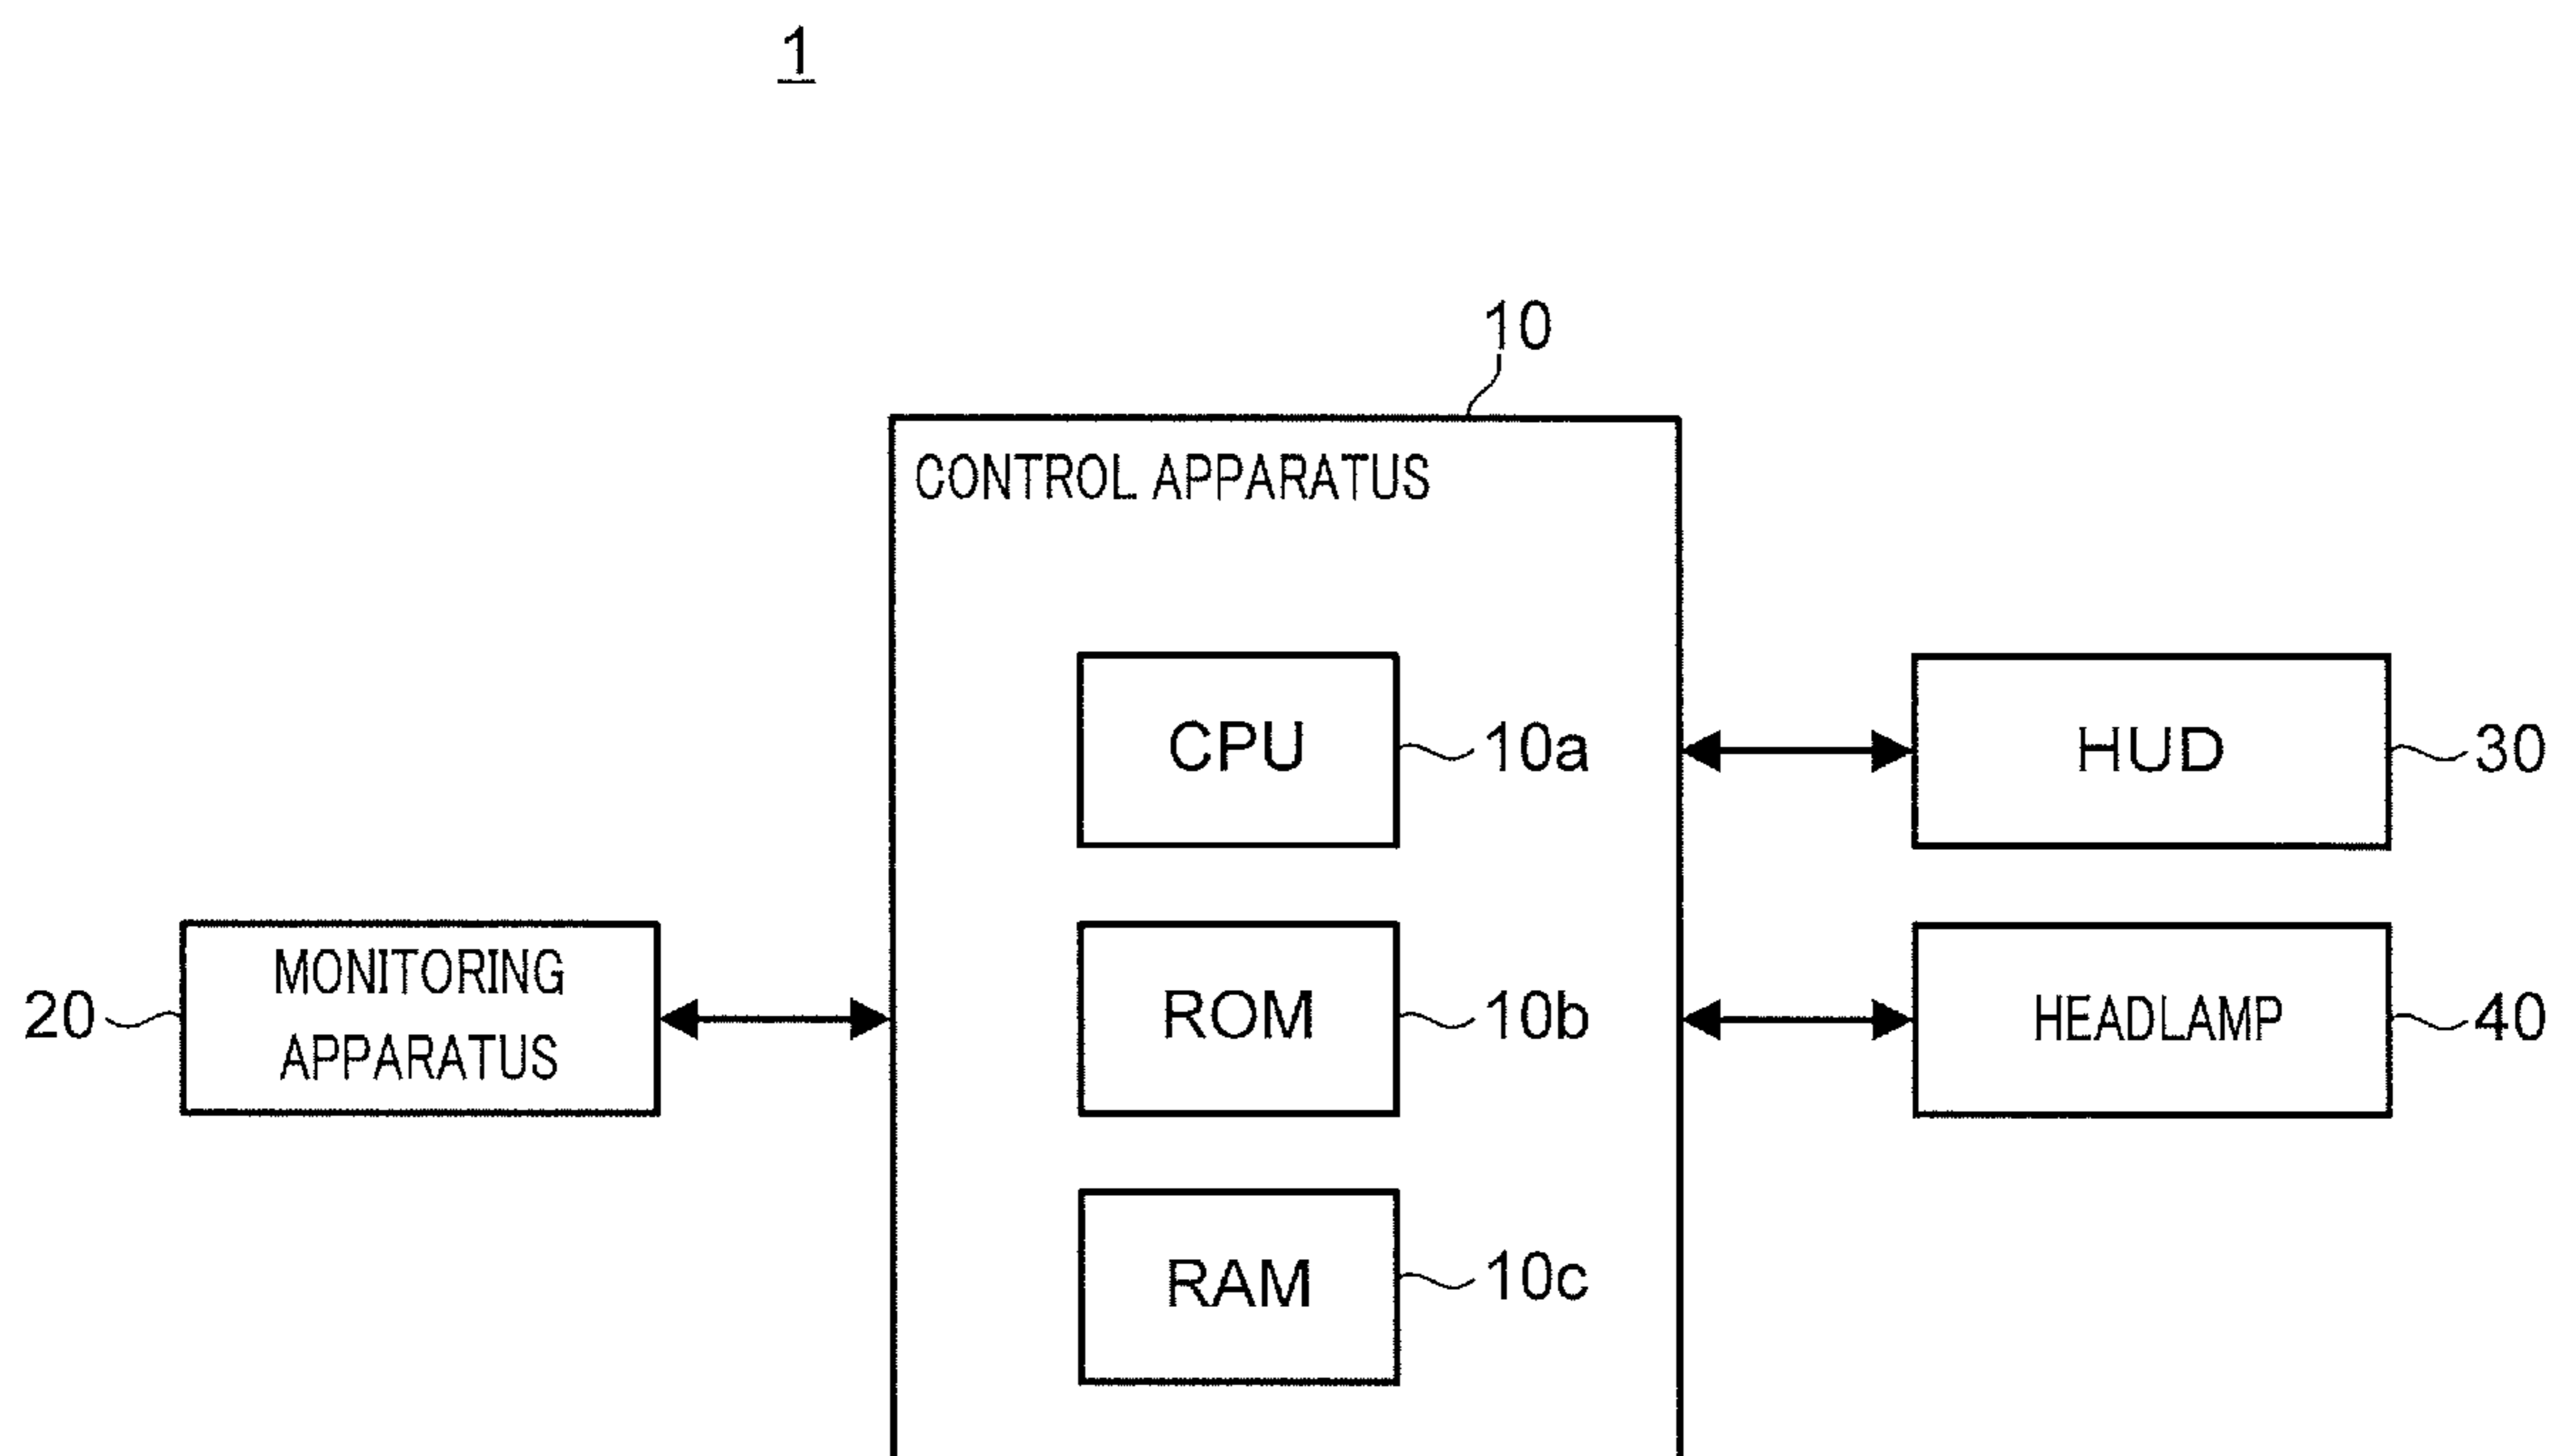 1
10
CONTROL APPARATUS
CPU
10a
HUD
30
20
MONITORING
APPARATUS
ROM
10b
HEADLAMP
40
RAM
10c